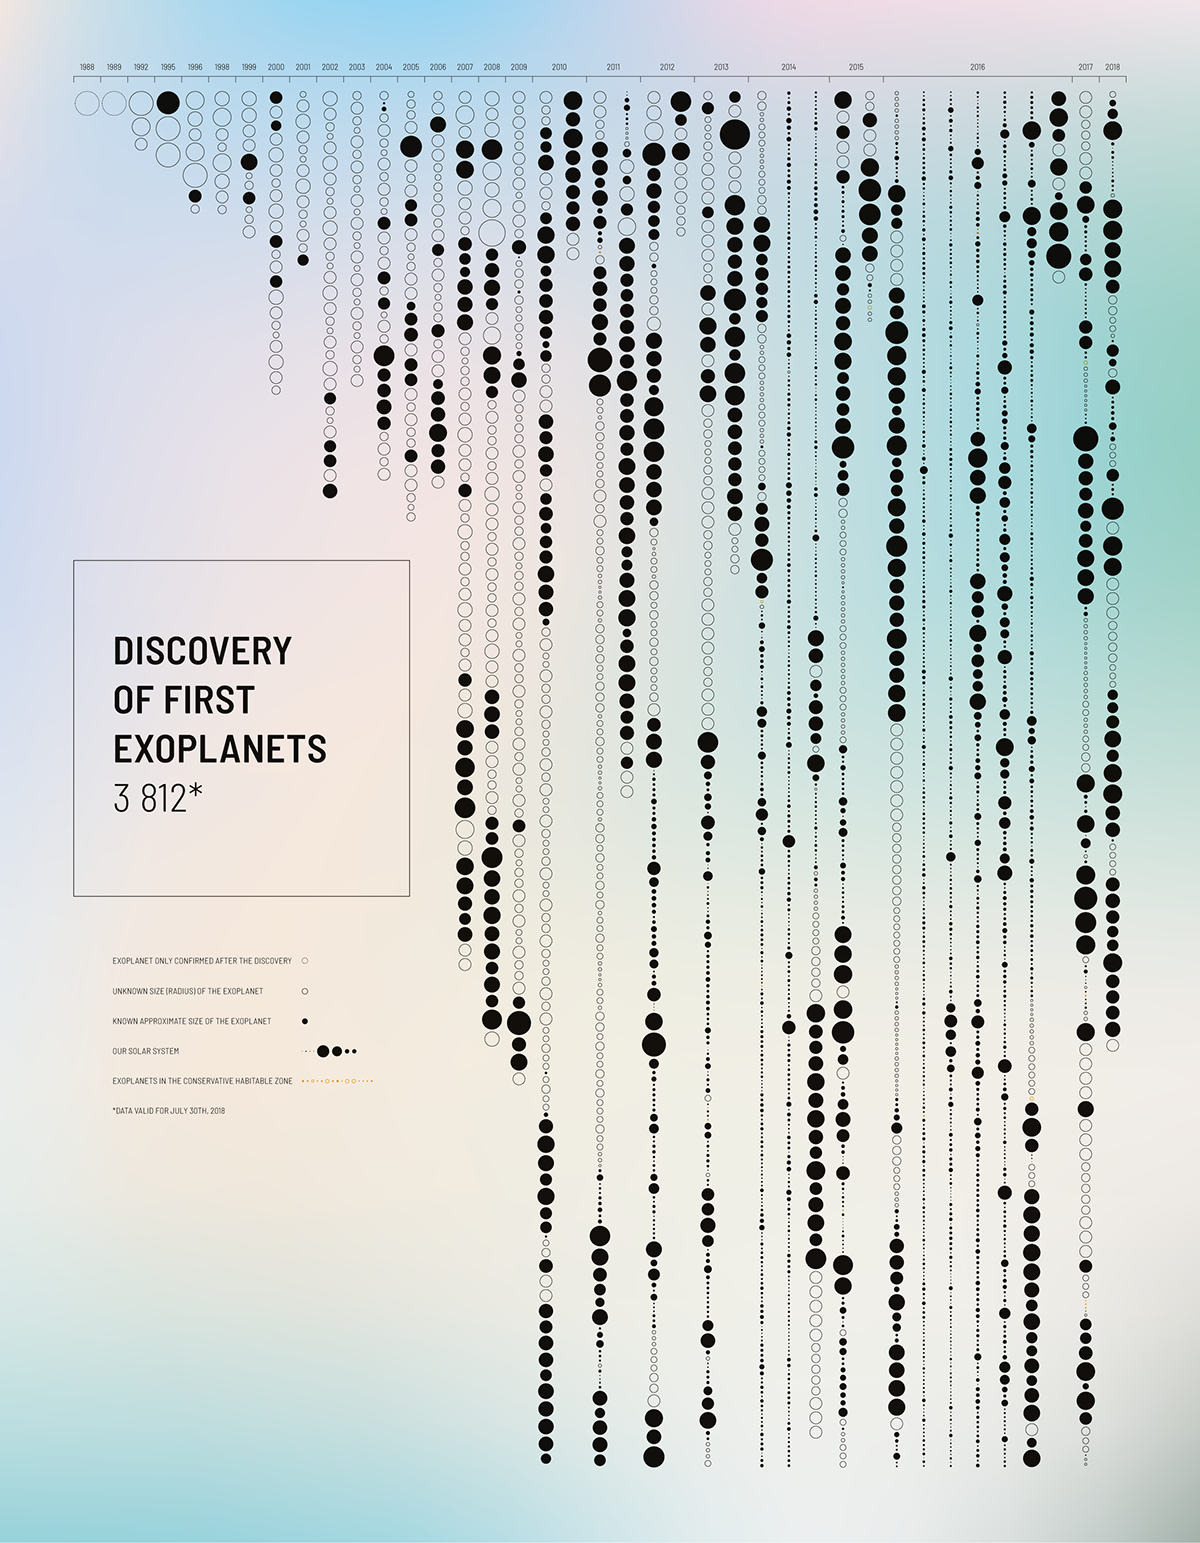 1988 1989 1992 1995 1996 1998 1999 2000 2001 2002 2003 2004 2005 2006 2007 2008 2009 2010 2011 2012 2013 2014 2015 2016 2017 2018
DISCOVERY
OF FIRST
EXOPLANETS
3 812*
EXOPLANET ONLY CONFIRMED AFTER THE DISCOVERY
UNKNOWN SIZE (RADIUS) OF THE EXOPLANET
KNOWN APPROXIMATE SIZE OF THE EXOPLANET
OUR SOLAR SYSTEM
EXOPLANETS IN THE CONSERVATIVE HABITABLE ZONE
*DATA VALID FOR JULY 30TH, 2018